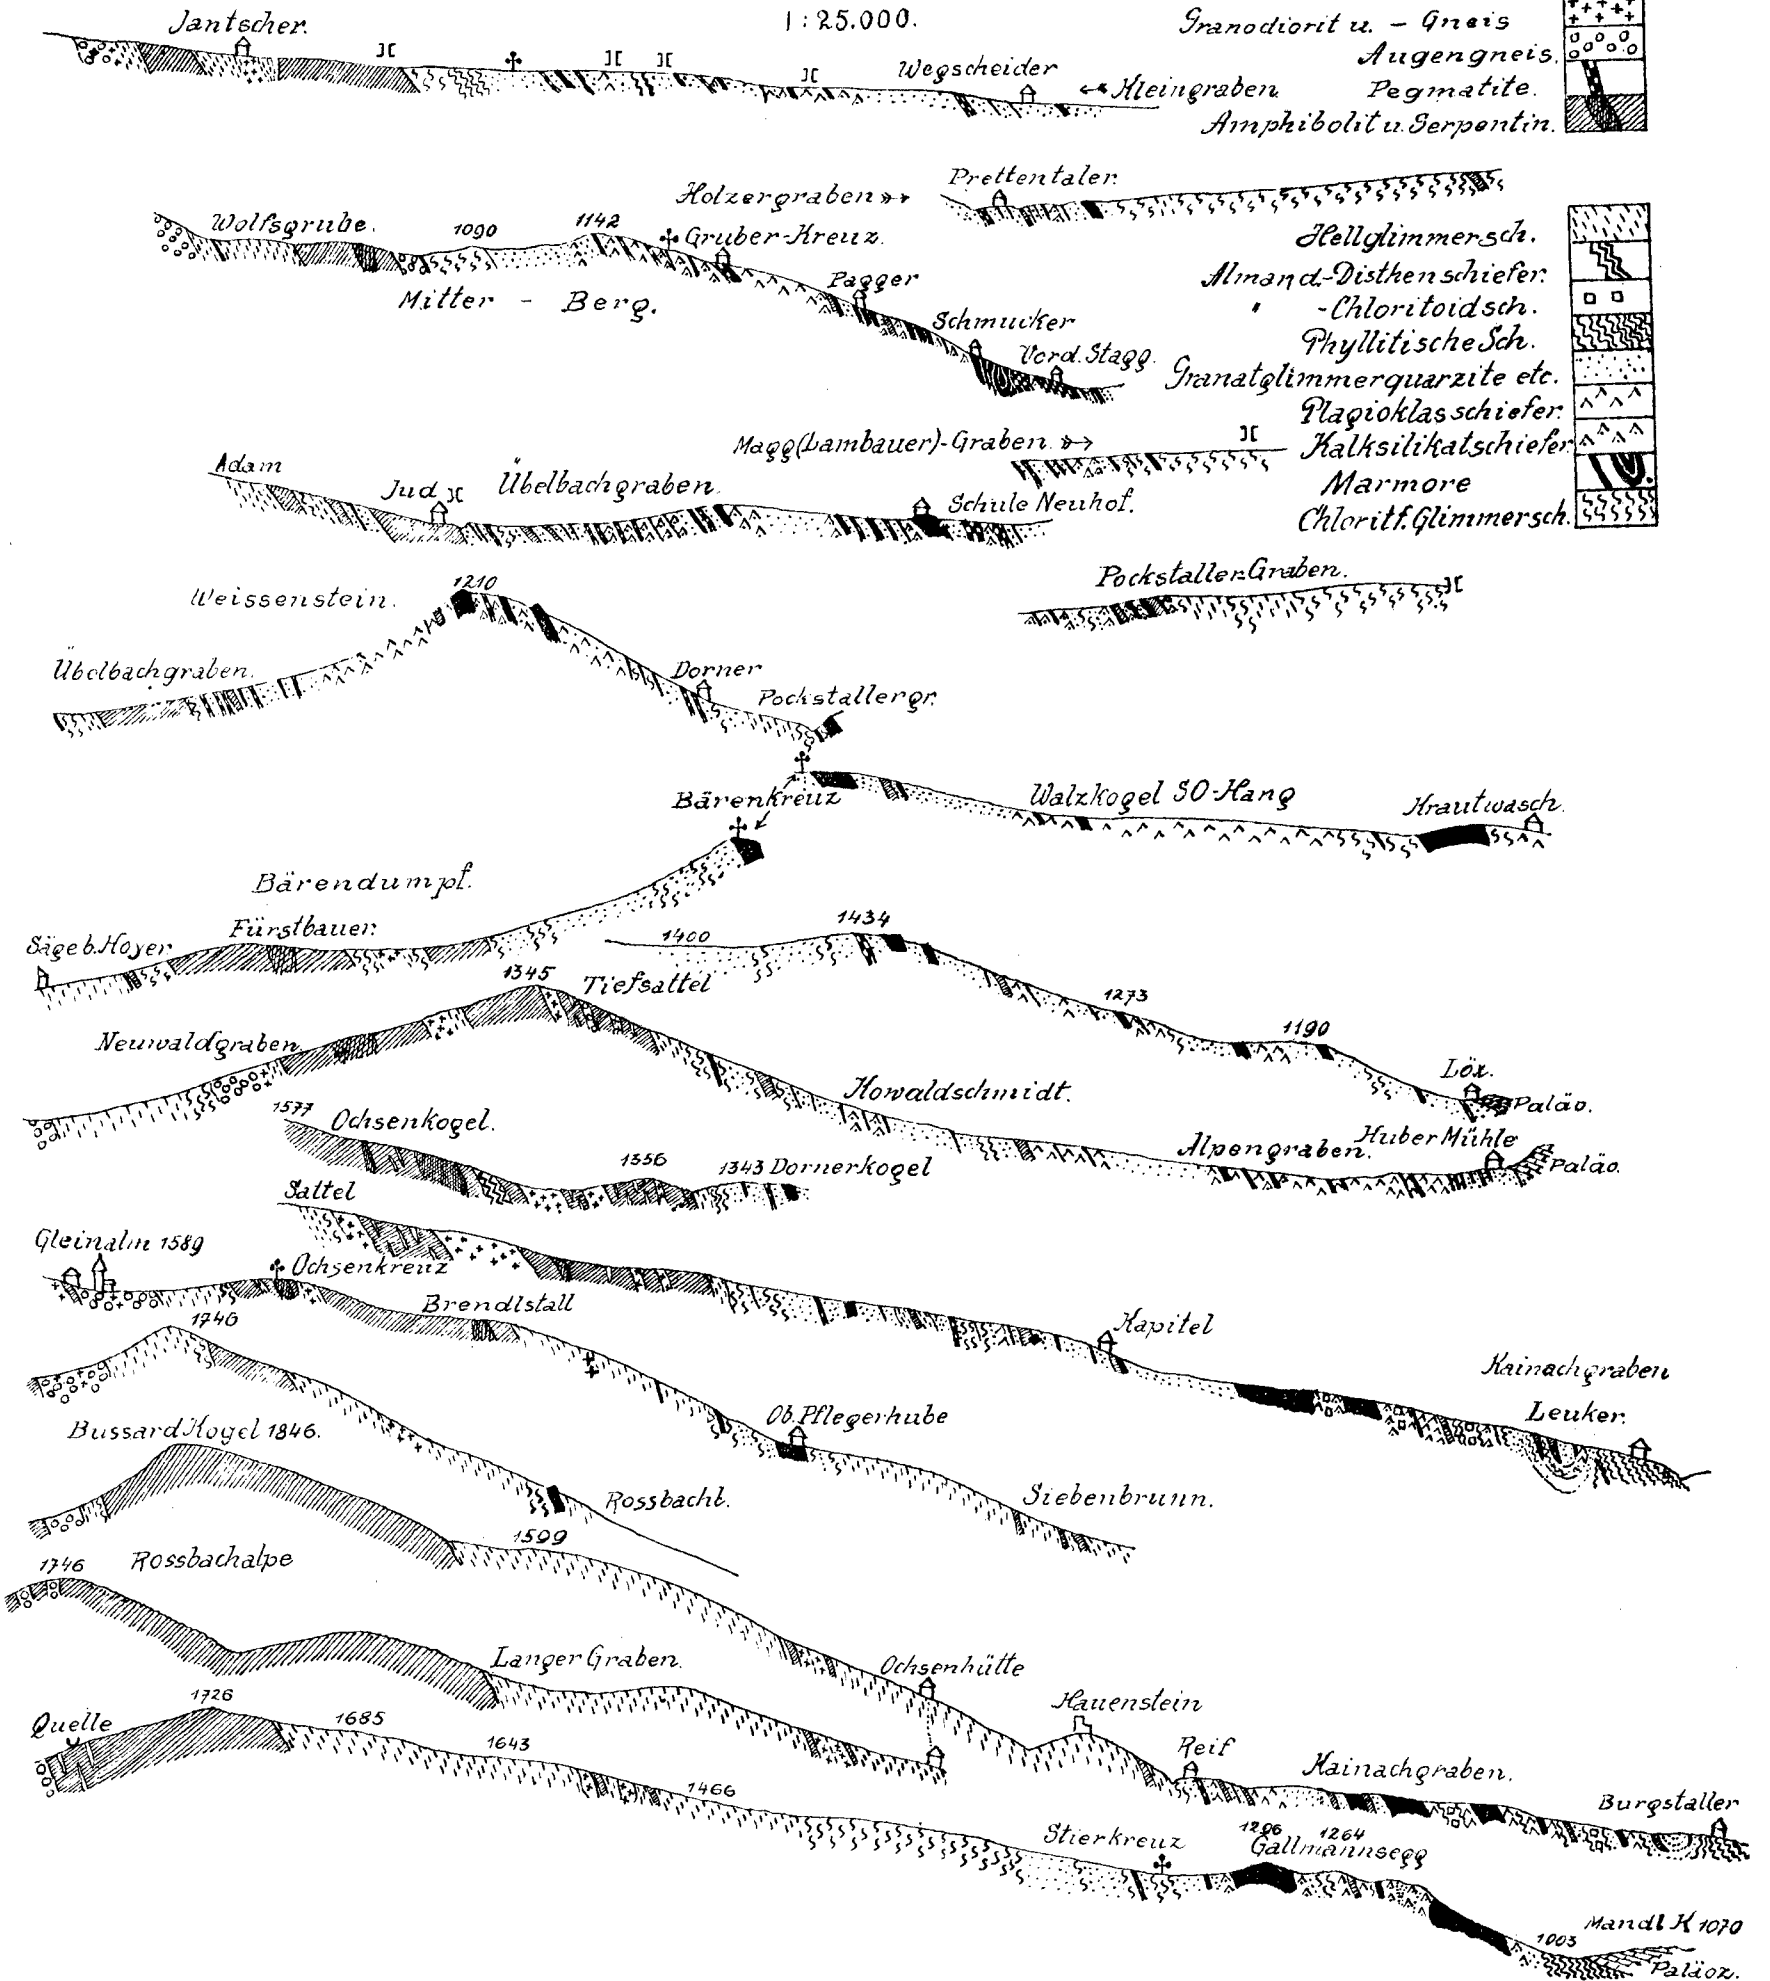 Jantscher.
1:25.000.
Granodiorit u. – Gneis
Augengneis.
Wegscheider
Kleingraben
Pegmatite.
Amphibolit u. Serpentin.
Prettentaler.
Holzergraben
Wolfsgrube.
1090
1142
Gruber-Kreuz.
Hellglimmersch.
Mitter – Berg.
Pagger
Almand-Disthenschiefer.
" -Chloritoidsch.
Schmucker
Phyllitische Sch.
Vord. Stagg.
Granatglimmerquarzite etc.
Plagioklasschiefer.
Magg(Lambauer)-Graben.
Kalksilikatschiefer
Adam
Jud
Übelbachgraben.
Schule Neuhof.
Marmore
Chloritf. Glimmersch.
Weissenstein.
1210
Pockstaller-Graben.
Übelbachgraben.
Dorner
Pockstallergr.
Bärenkreuz
Walzkogel SO-Hang
Krautwasch.
Bärendumpf.
Säge b. Hoyer
Fürstbauer.
1400
1434
1345
Tiefsattel
1273
1190
Neuwaldgraben.
Löx.
Paläo.
Howaldschmidt.
1577
Ochsenkogel.
Alpengraben.
Huber Mühle
Paläo.
1356
1343 Dornerkogel
Sattel
Gleinalm 1589
Ochsenkreuz
Brendlstall
1746
Kapitel
Kainachgraben
Leuker.
Ob. Pflegerhube
Bussard Kogel 1846.
Rossbacht.
Siebenbrunn.
1599
1746
Rossbachalpe
Langer Graben.
Ochsenhütte
Hauenstein
1726
Quelle
1685
1643
Reif
Kainachgraben.
1466
Burgstaller
Stierkreuz
1206
1264
Gallmannsegg
Mandl K 1070
1003
Paläoz.